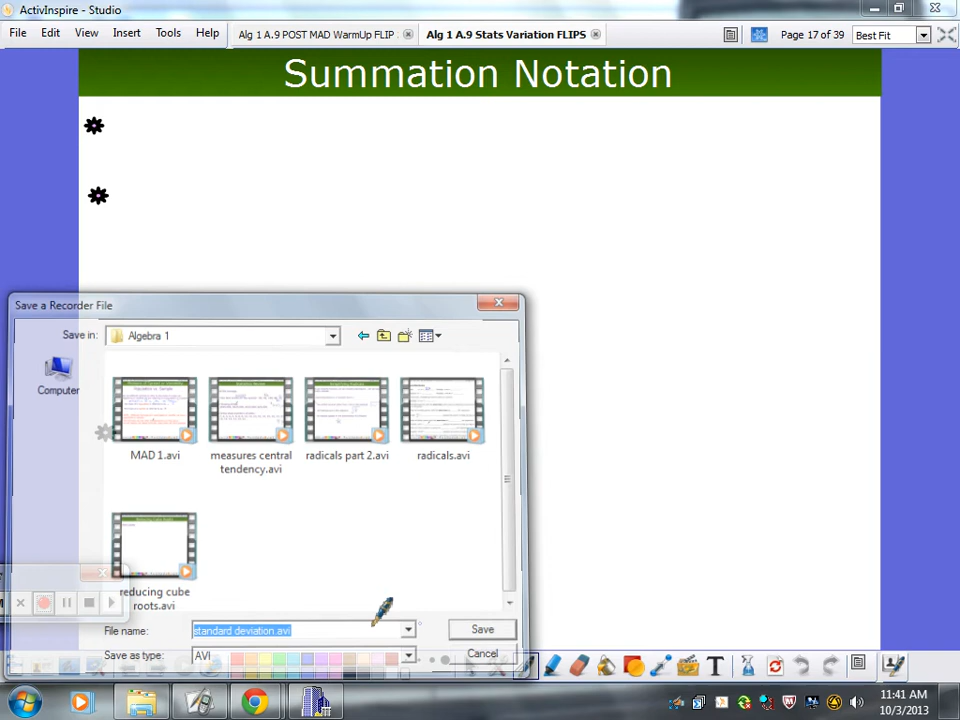 ActivInspire - Studio
File Edit View Insert Tools Help
Alg 1 A.9 POST MAD WarmUp FLIP
Alg 1 A.9 Stats Variation FLIPS
Page 17 of 39
Best Fit
Summation Notation
Save a Recorder File
Save in:
Algebra 1
Computer
MAD 1.avi
measures central
tendency.avi
radicals part 2.avi
radicals.avi
reducing cube
roots.avi
File name:
standard deviation.avi
Save
Save as type:
AVI
Cancel
T
11:41 AM
10/3/2013